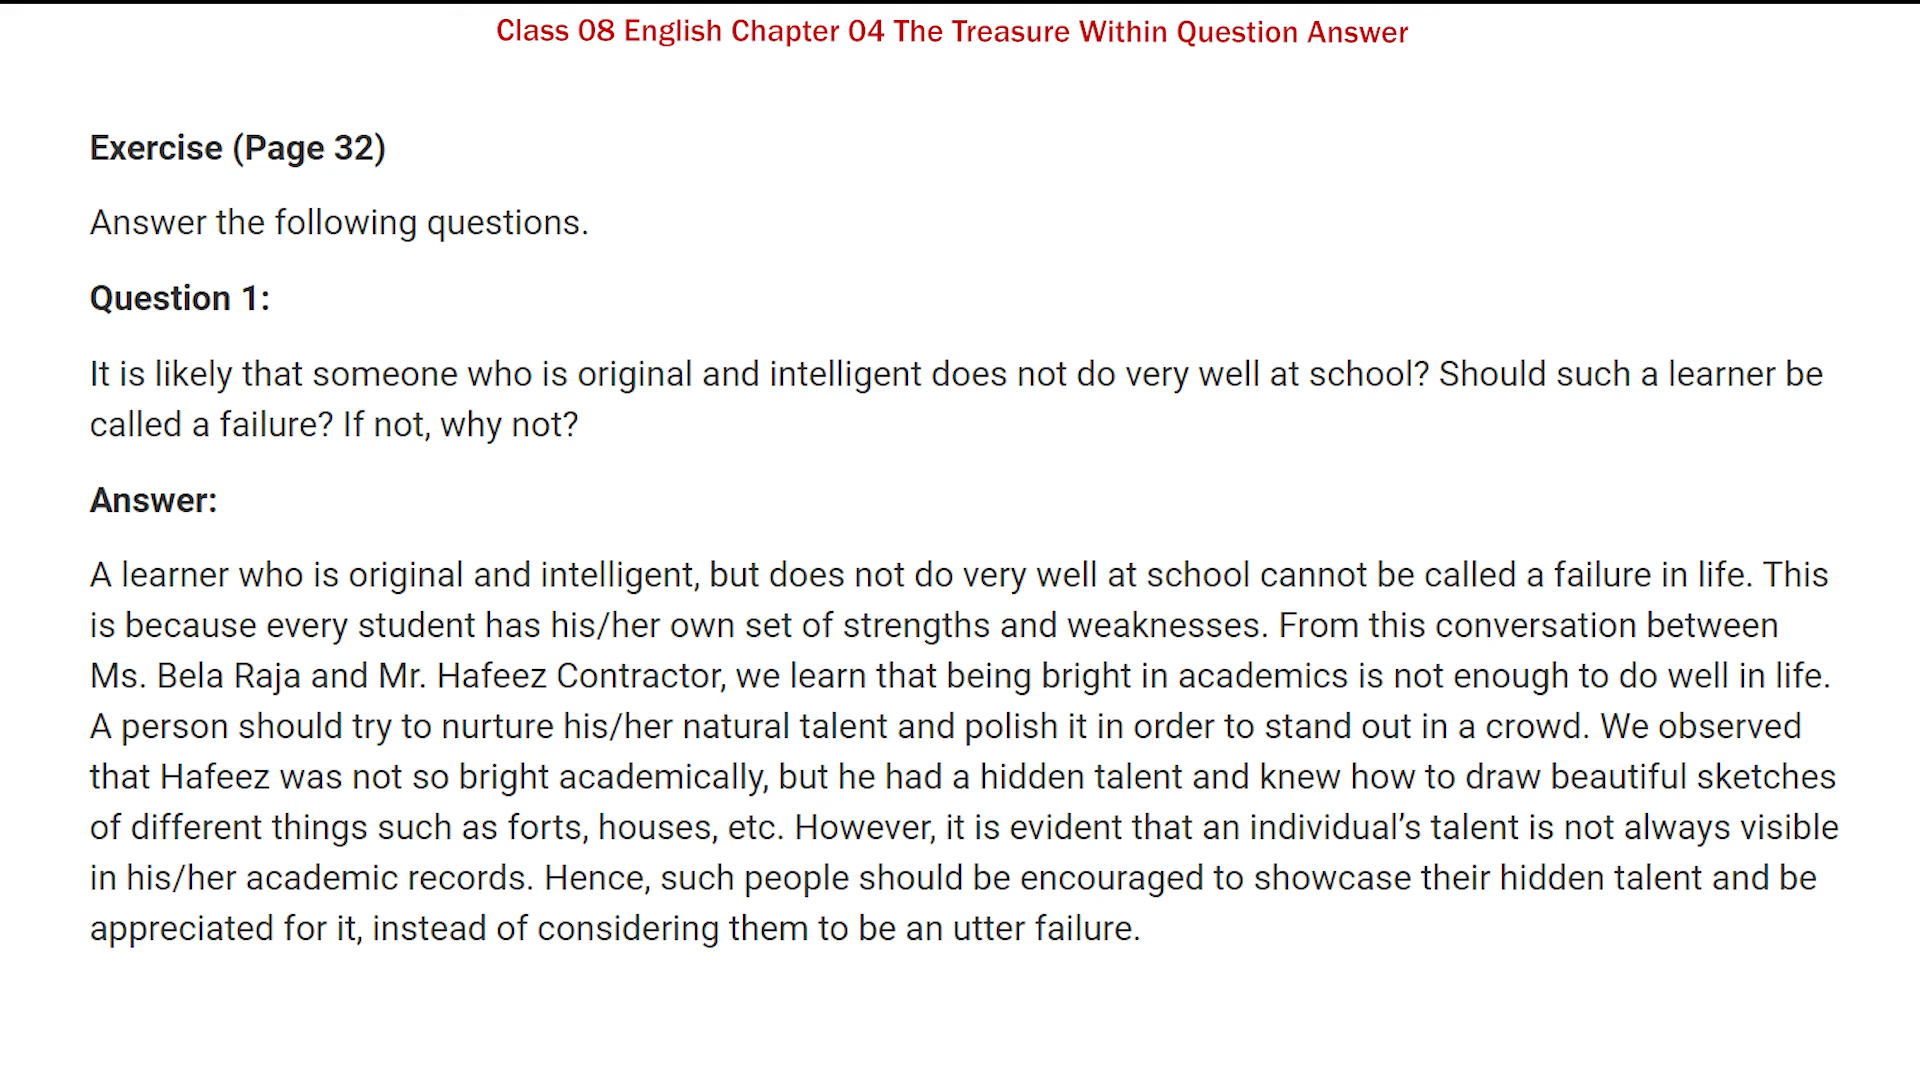 Class 08 English Chapter 04 The Treasure Within Question Answer
Exercise (Page 32)
Answer the following questions.
Question 1:
It is likely that someone who is original and intelligent does not do very well at school? Should such a learner be
called a failure? If not, why not?
Answer:
A learner who is original and intelligent, but does not do very well at school cannot be called a failure in life. This
is because every student has his/her own set of strengths and weaknesses. From this conversation between
Ms. Bela Raja and Mr. Hafeez Contractor, we learn that being bright in academics is not enough to do well in life.
A person should try to nurture his/her natural talent and polish it in order to stand out in a crowd. We observed
that Hafeez was not so bright academically, but he had a hidden talent and knew how to draw beautiful sketches
of different things such as forts, houses, etc. However, it is evident that an individual’s talent is not always visible
in his/her academic records. Hence, such people should be encouraged to showcase their hidden talent and be
appreciated for it, instead of considering them to be an utter failure.